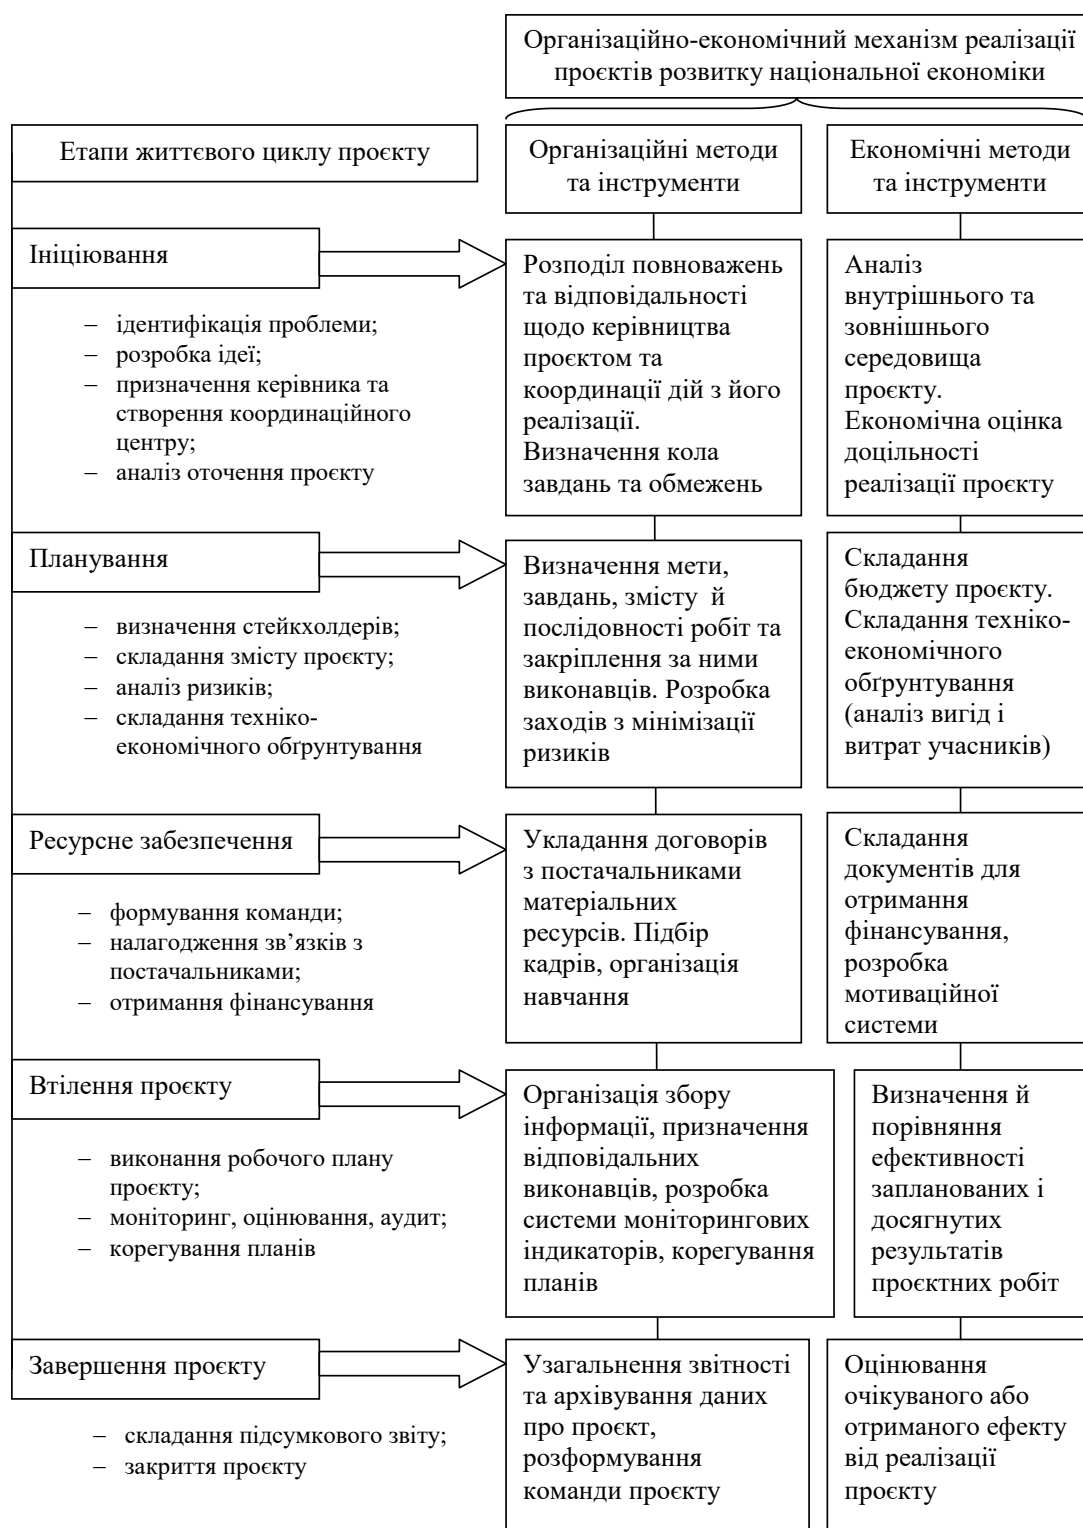 Організаційно-економічний механізм реалізації
проєктів розвитку національної економіки
Етапи життєвого циклу проєкту
Організаційні методи
та інструменти
Економічні методи
та інструменти
Ініціювання
– ідентифікація проблеми;
– розробка ідеї;
– призначення керівника та
створення координаційного
центру;
– аналіз оточення проєкту
Розподіл повноважень
та відповідальності
щодо керівництва
проєктом та
координації дій з його
реалізації.
Визначення кола
завдань та обмежень
Аналіз
внутрішнього та
зовнішнього
середовища
проєкту.
Економічна оцінка
доцільності
реалізації проєкту
Планування
– визначення стейкхолдерів;
– складання змісту проєкту;
– аналіз ризиків;
– складання техніко-
економічного обґрунтування
Визначення мети,
завдань, змісту й
послідовності робіт та
закріплення за ними
виконавців. Розробка
заходів з мінімізації
ризиків
Складання
бюджету проєкту.
Складання техніко-
економічного
обґрунтування
(аналіз вигід і
витрат учасників)
Ресурсне забезпечення
– формування команди;
– налагодження зв’язків з
постачальниками;
– отримання фінансування
Укладання договорів
з постачальниками
матеріальних
ресурсів. Підбір
кадрів, організація
навчання
Складання
документів для
отримання
фінансування,
розробка
мотиваційної
системи
Втілення проєкту
– виконання робочого плану
проєкту;
– моніторинг, оцінювання, аудит;
– корегування планів
Організація збору
інформації, призначення
відповідальних
виконавців, розробка
системи моніторингових
індикаторів, корегування
планів
Визначення й
порівняння
ефективності
запланованих і
досягнутих
результатів
проєктних робіт
Завершення проєкту
– складання підсумкового звіту;
– закриття проєкту
Узагальнення звітності
та архівування даних
про проєкт,
розформування
команди проєкту
Оцінювання
очікуваного або
отриманого ефекту
від реалізації
проєкту